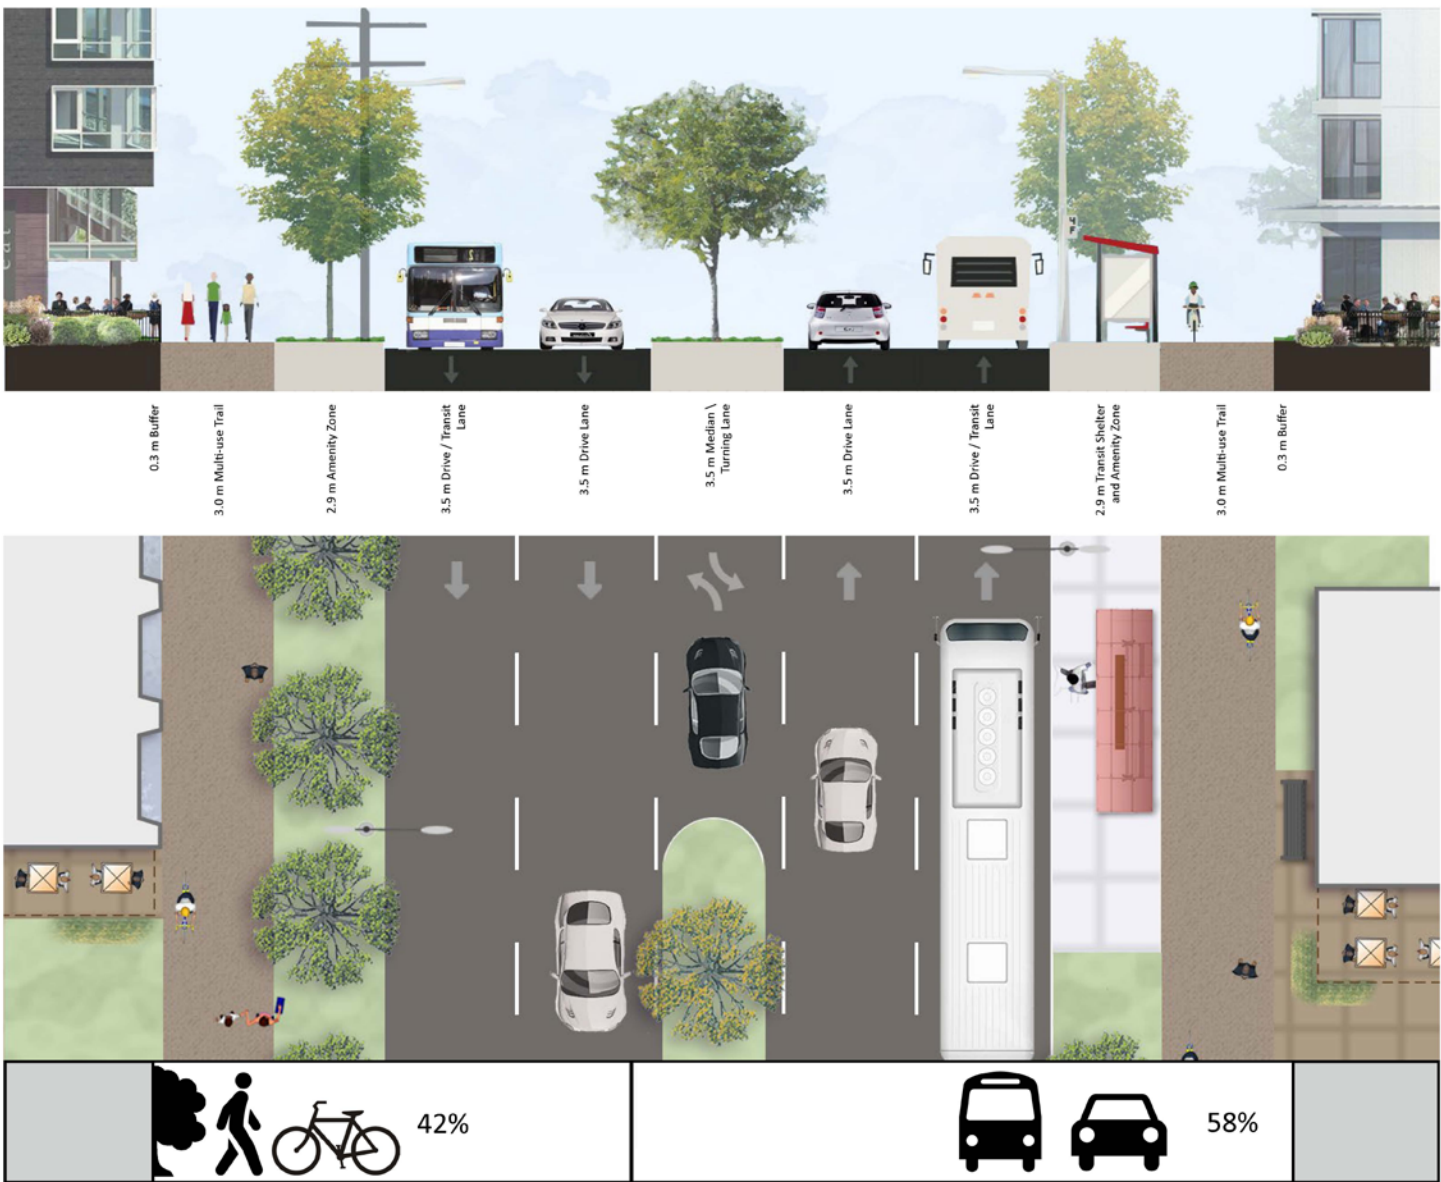 eat
0.3 m Buffer
3.0 m Multi-use Trail
2.9 m Amenity Zone
3.5 m Drive / Transit
Lane
3.5 m Drive Lane
3.5 m Median \
Turning Lane
3.5 m Drive Lane
3.5 m Drive / Transit
Lane
2.9 m Transit Shelter
and Amenity Zone
3.0 m Multi-use Trail
0.3 m Buffer
42%
58%